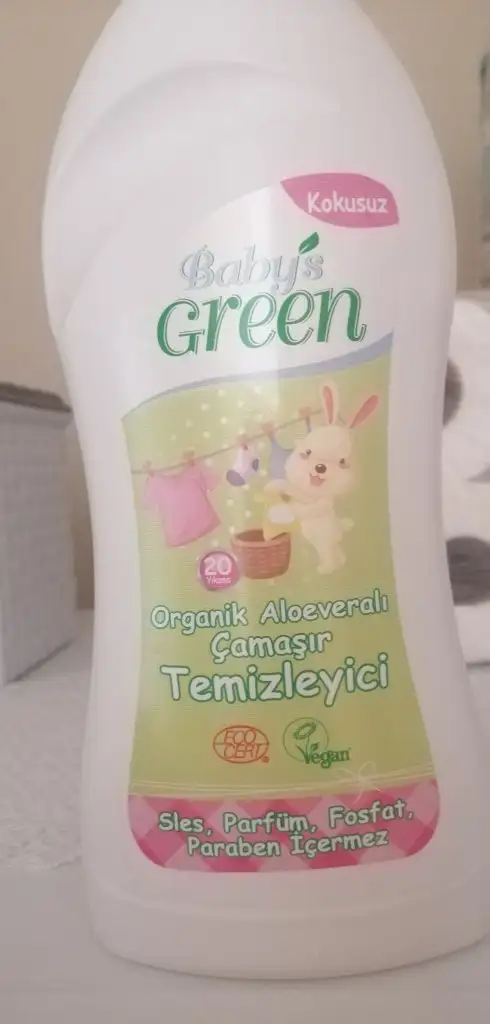 Kokusuz
Baby's
Green
20
Yıkama
Organik Aloeveralı
Çamaşır
Temizleyici
ECO
CERT
Vegan
Sles, Parfüm, Fosfat,
Paraben İçermez